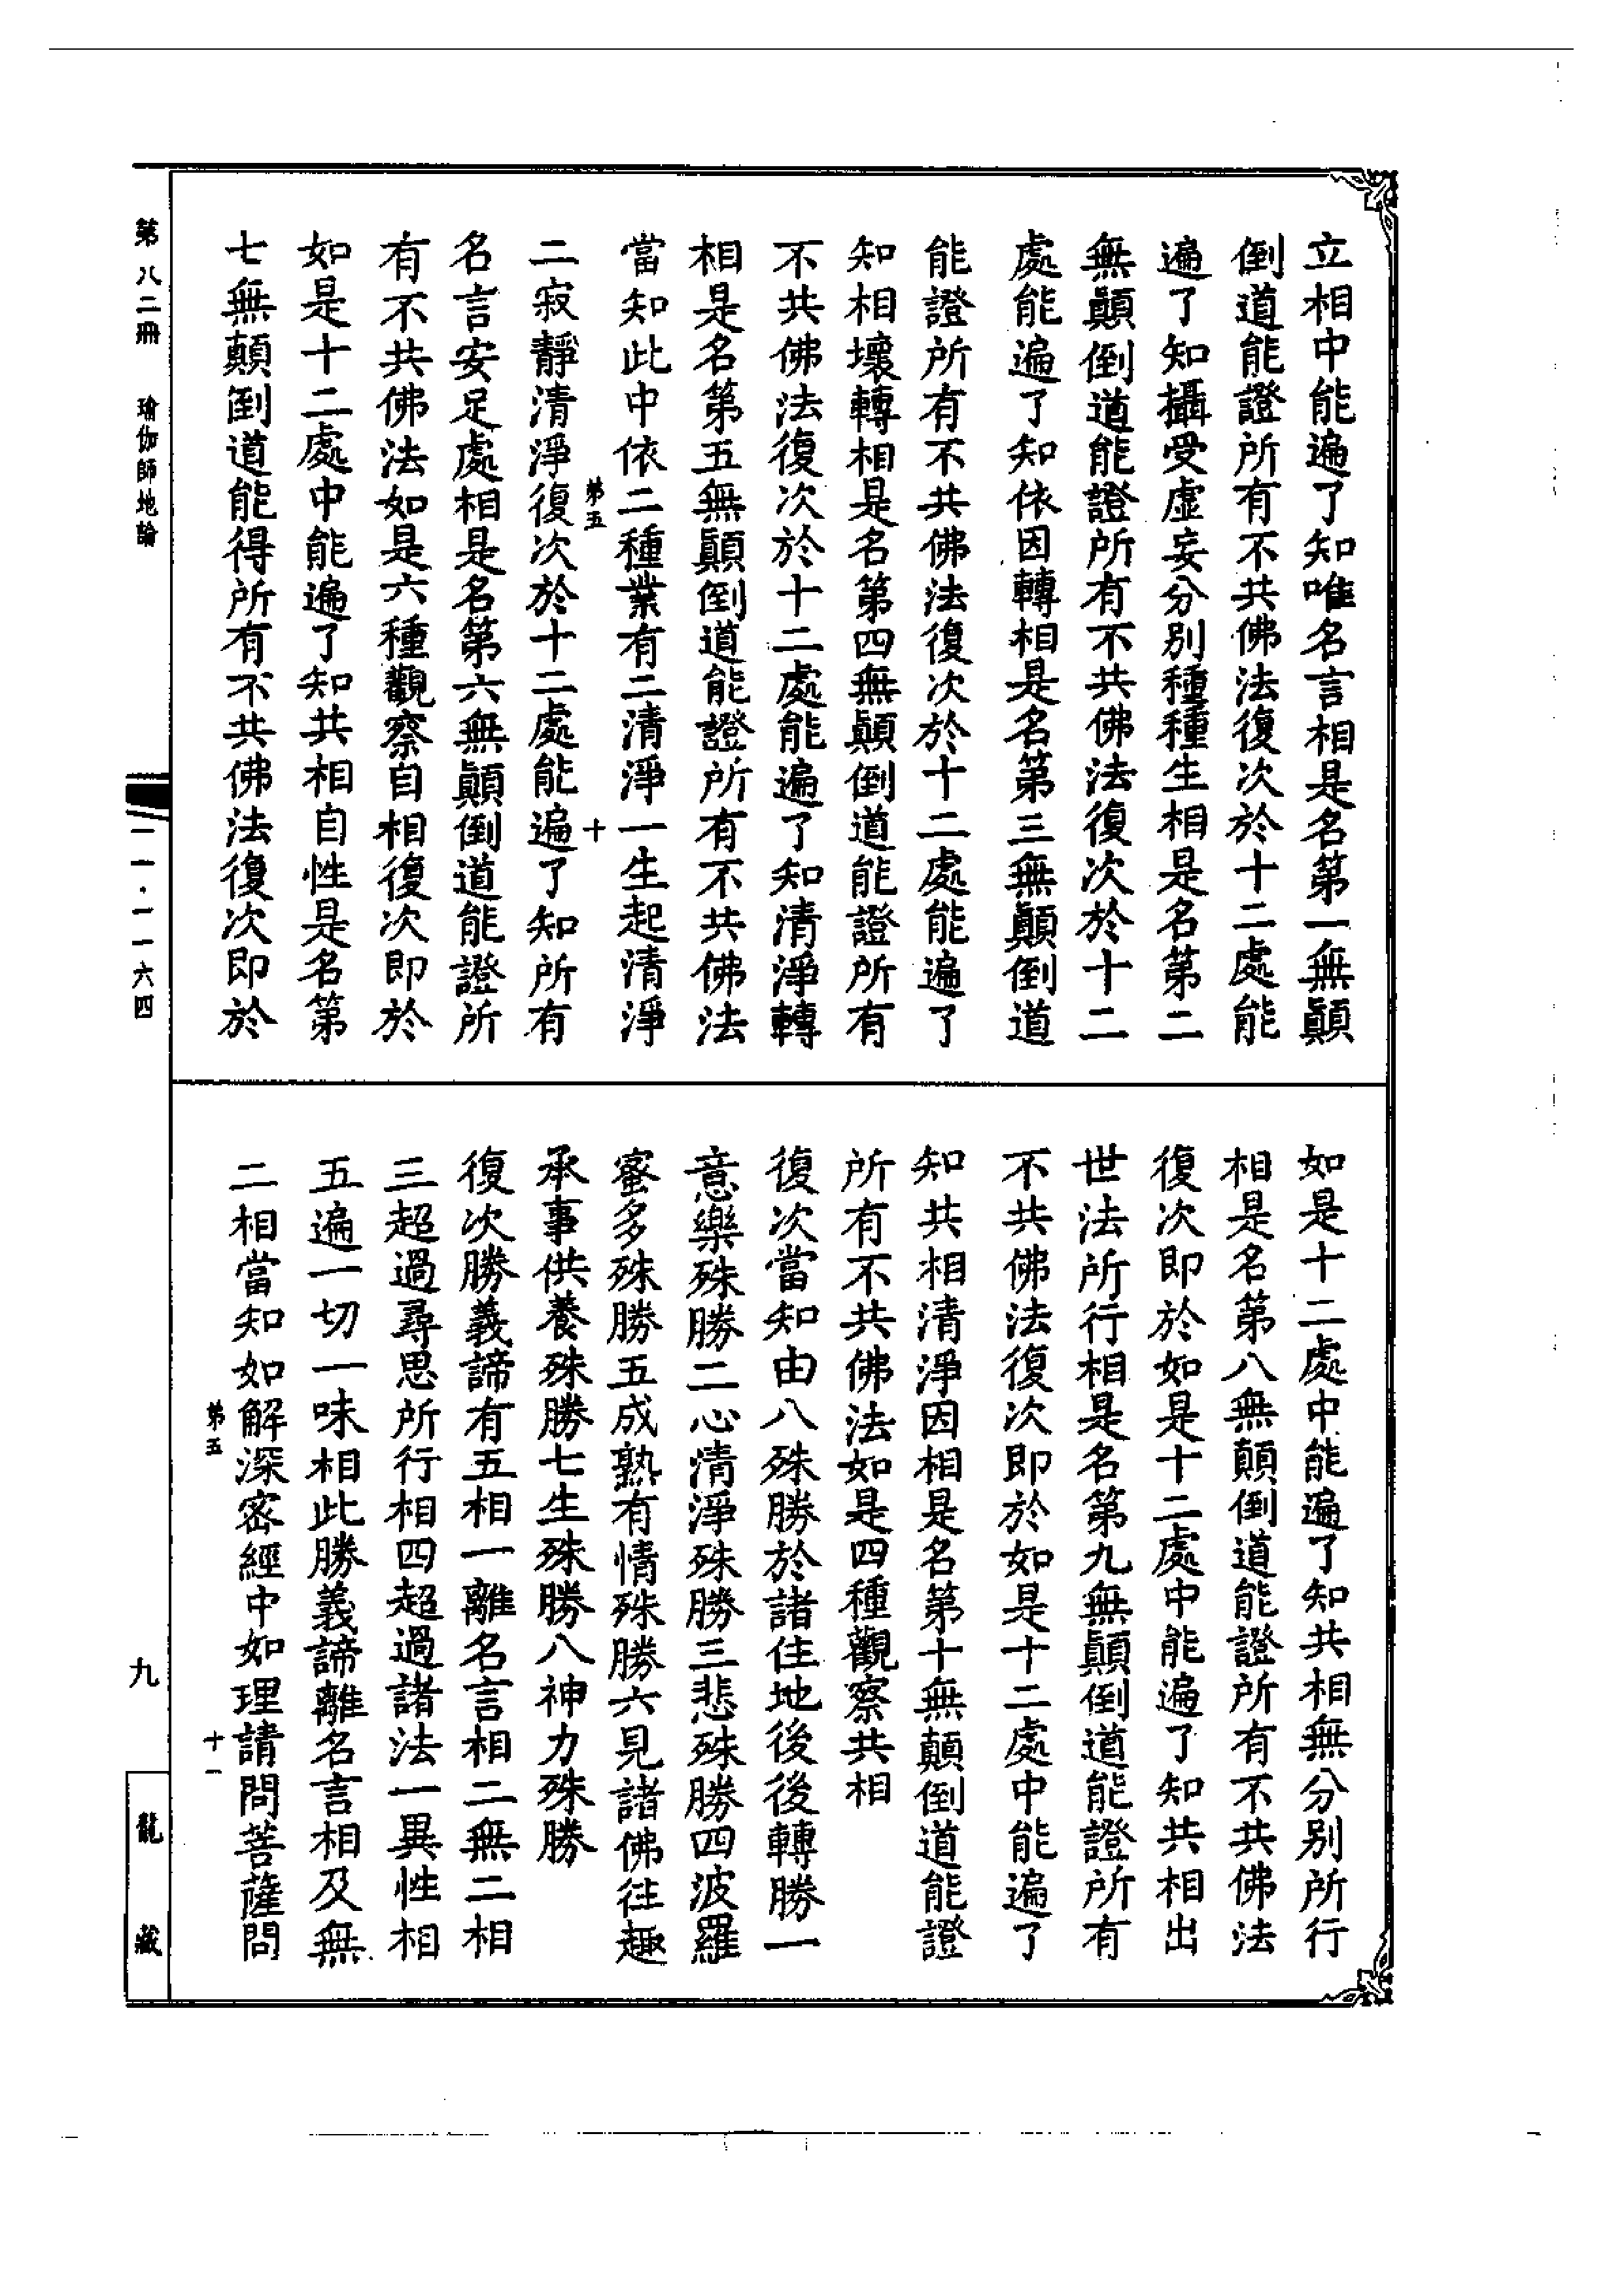 立相中能遍了知唯名言相是名第一無顛
倒道能證所有不共佛法復次於十二處能
遍了知攝受虛妄分別種種生相是名第二
無顛倒道能證所有不共佛法復次於十二
處能遍了知依因轉相是名第三無顛倒道
能證所有不共佛法復次於十二處能遍了
知相壞轉相是名第四無顛倒道能證所有
不共佛法復次於十二處能遍了知清淨轉
相是名第五無顛倒道能證所有不共佛法
當知此中依二種業有二清淨一生起清淨
第五 十
二寂靜清淨復次於十二處能遍了知所有
名言安足處相是名第六無顛倒道能證所
有不共佛法如是六種觀察自相復次即於
如是十二處中能遍了知共相自性是名第
七無顛倒道能得所有不共佛法復次即於
如是十二處中能遍了知共相無分別所行
相是名第八無顛倒道能證所有不共佛法
復次即於如是十二處中能遍了知共相出
世法所行相是名第九無顛倒道能證所有
不共佛法復次即於如是十二處中能遍了
知共相清淨因相是名第十無顛倒道能證
所有不共佛法如是四種觀察共相
復次當知由八殊勝於諸住地後後轉勝一
意樂殊勝二心清淨殊勝三悲殊勝四波羅
蜜多殊勝五成熟有情殊勝六見諸佛往趣
承事供養殊勝七生殊勝八神力殊勝
復次勝義諦有五相一離名言相二無二相
三超過尋思所行相四超過諸法一異性相
五遍一切一味相此勝義諦離名言相及無
二相當知如解深密經中如理請問菩薩問
第五 十一
第八二冊 瑜伽師地論 一一·一一六四 九 龍藏